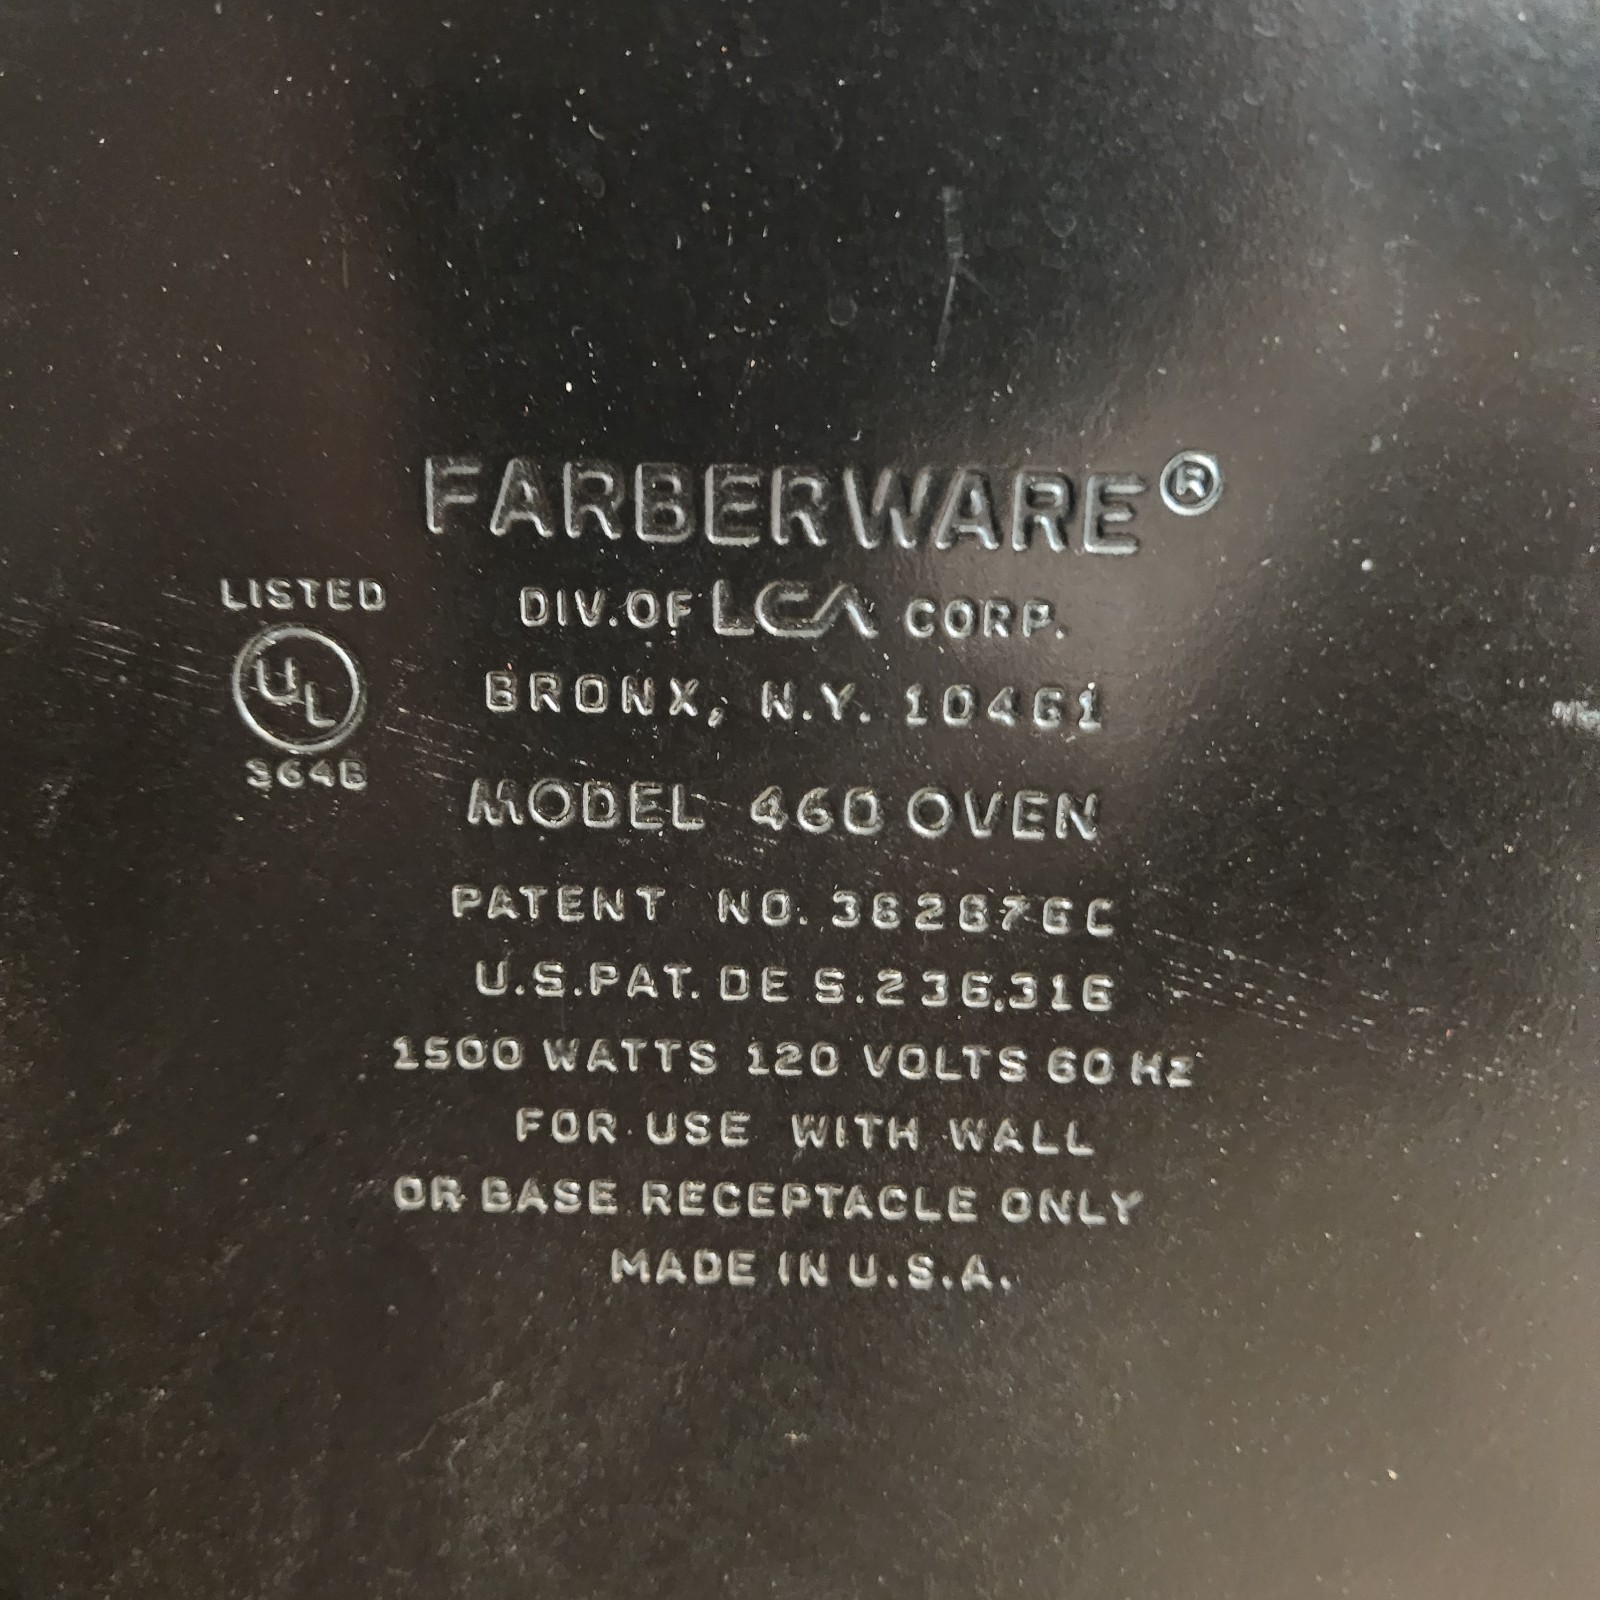 FARBERWARE®
LISTED
DIV. OF LCA CORP.
UL
BRONX, N.Y. 10461
364B
MODEL 460 OVEN
PATENT NO. 3828760
U.S. PAT. DES. 236,316
1500 WATTS 120 VOLTS 60 Hz
FOR USE WITH WALL
OR BASE RECEPTACLE ONLY
MADE IN U.S.A.